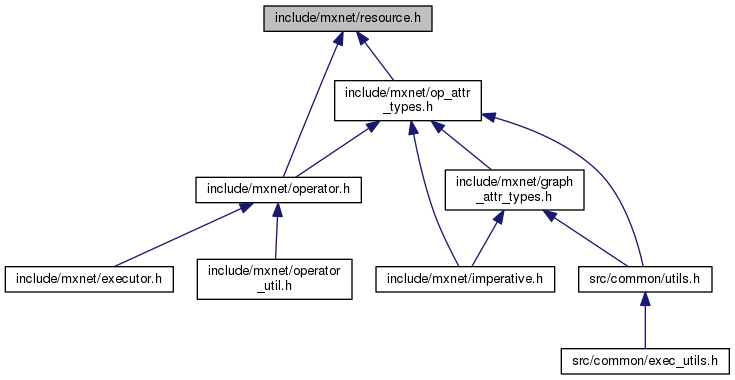 include/mxnet/resource.h
include/mxnet/op_attr
_types.h
include/mxnet/operator.h
include/mxnet/graph
_attr_types.h
include/mxnet/executor.h
include/mxnet/operator
_util.h
include/mxnet/imperative.h
src/common/utils.h
src/common/exec_utils.h